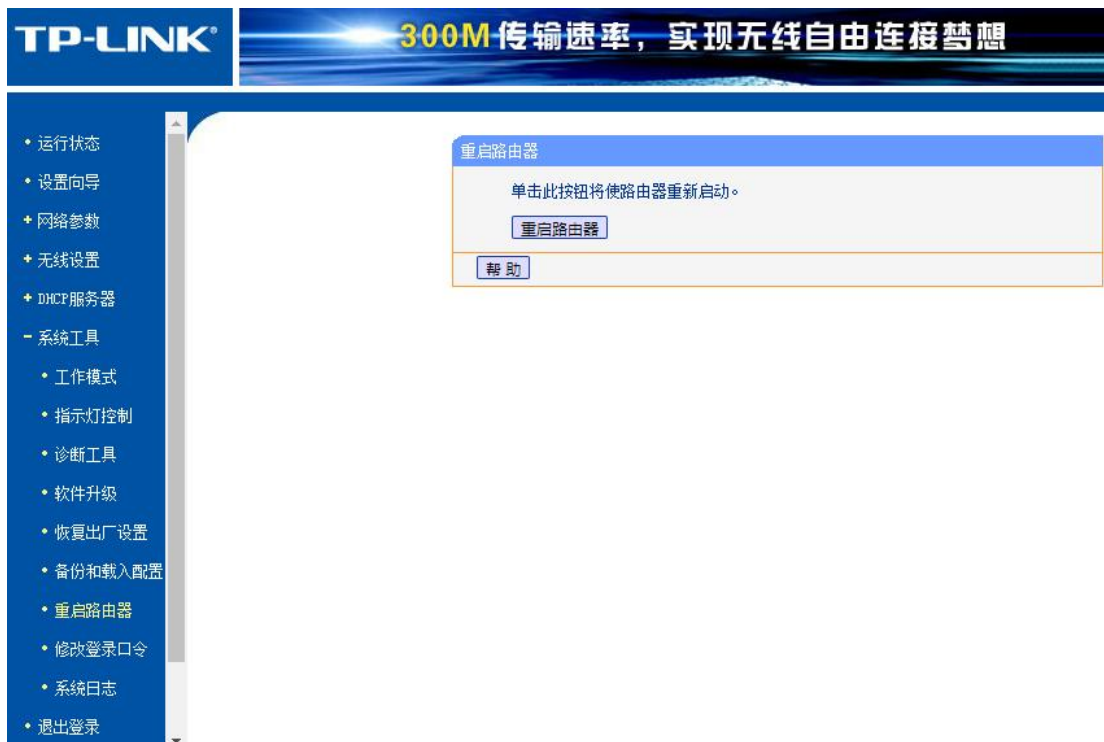 TP-LINK®
300M传输速率，实现无线自由连接梦想
• 运行状态
• 设置向导
+ 网络参数
+ 无线设置
+ DHCP服务器
- 系统工具
• 工作模式
• 指示灯控制
• 诊断工具
• 软件升级
• 恢复出厂设置
• 备份和载入配置
• 重启路由器
• 修改登录口令
• 系统日志
• 退出登录
重启路由器
单击此按钮将使路由器重新启动。
重启路由器
帮 助